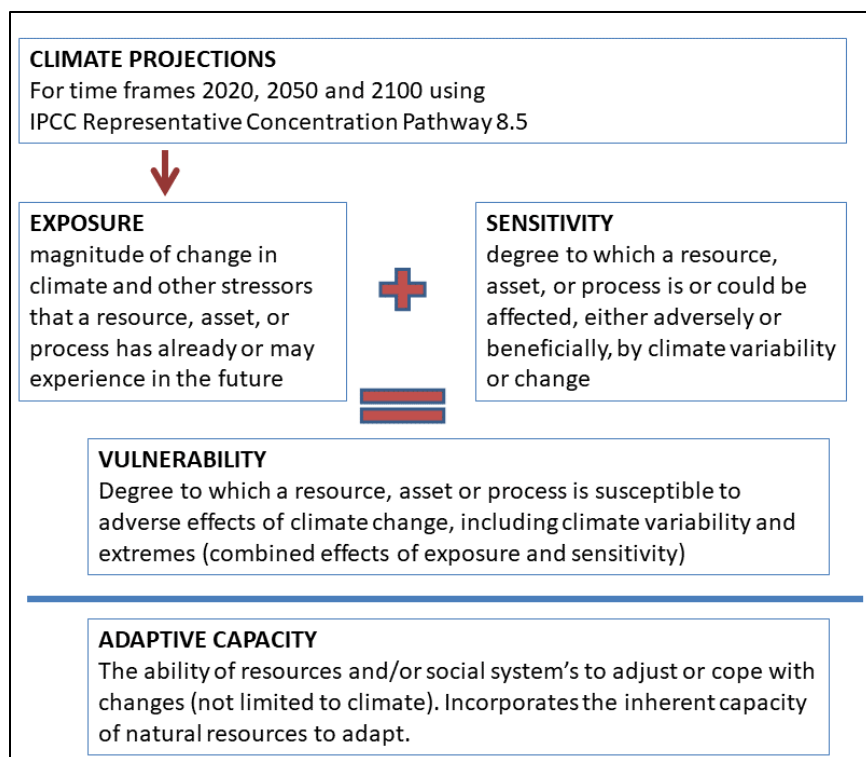 CLIMATE PROJECTIONS
For time frames 2020, 2050 and 2100 using
IPCC Representative Concentration Pathway 8.5
EXPOSURE
magnitude of change in
climate and other stressors
that a resource, asset, or
process has already or may
experience in the future
SENSITIVITY
degree to which a resource,
asset, or process is or could be
affected, either adversely or
beneficially, by climate variability
or change
VULNERABILITY
Degree to which a resource, asset or process is susceptible to
adverse effects of climate change, including climate variability and
extremes (combined effects of exposure and sensitivity)
ADAPTIVE CAPACITY
The ability of resources and/or social system’s to adjust or cope with
changes (not limited to climate). Incorporates the inherent capacity
of natural resources to adapt.